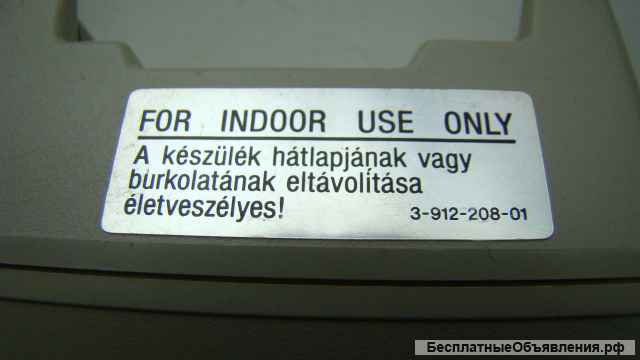 FOR INDOOR USE ONLY
A készülék hátlapjának vagy
burkolatának eltávolítása
életveszélyes!
3-912-208-01
БесплатныеОбъявления.рф